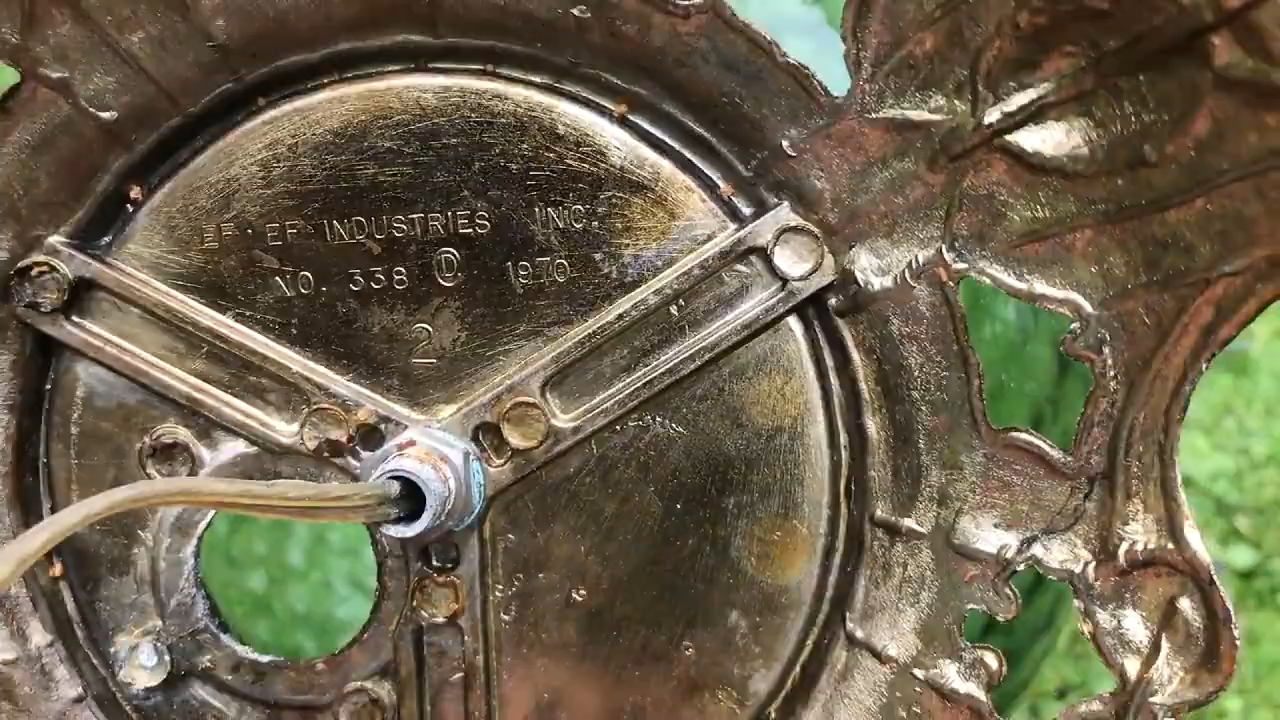 EF · EF INDUSTRIES INC.
NO. 338 Ⓓ 1970
2